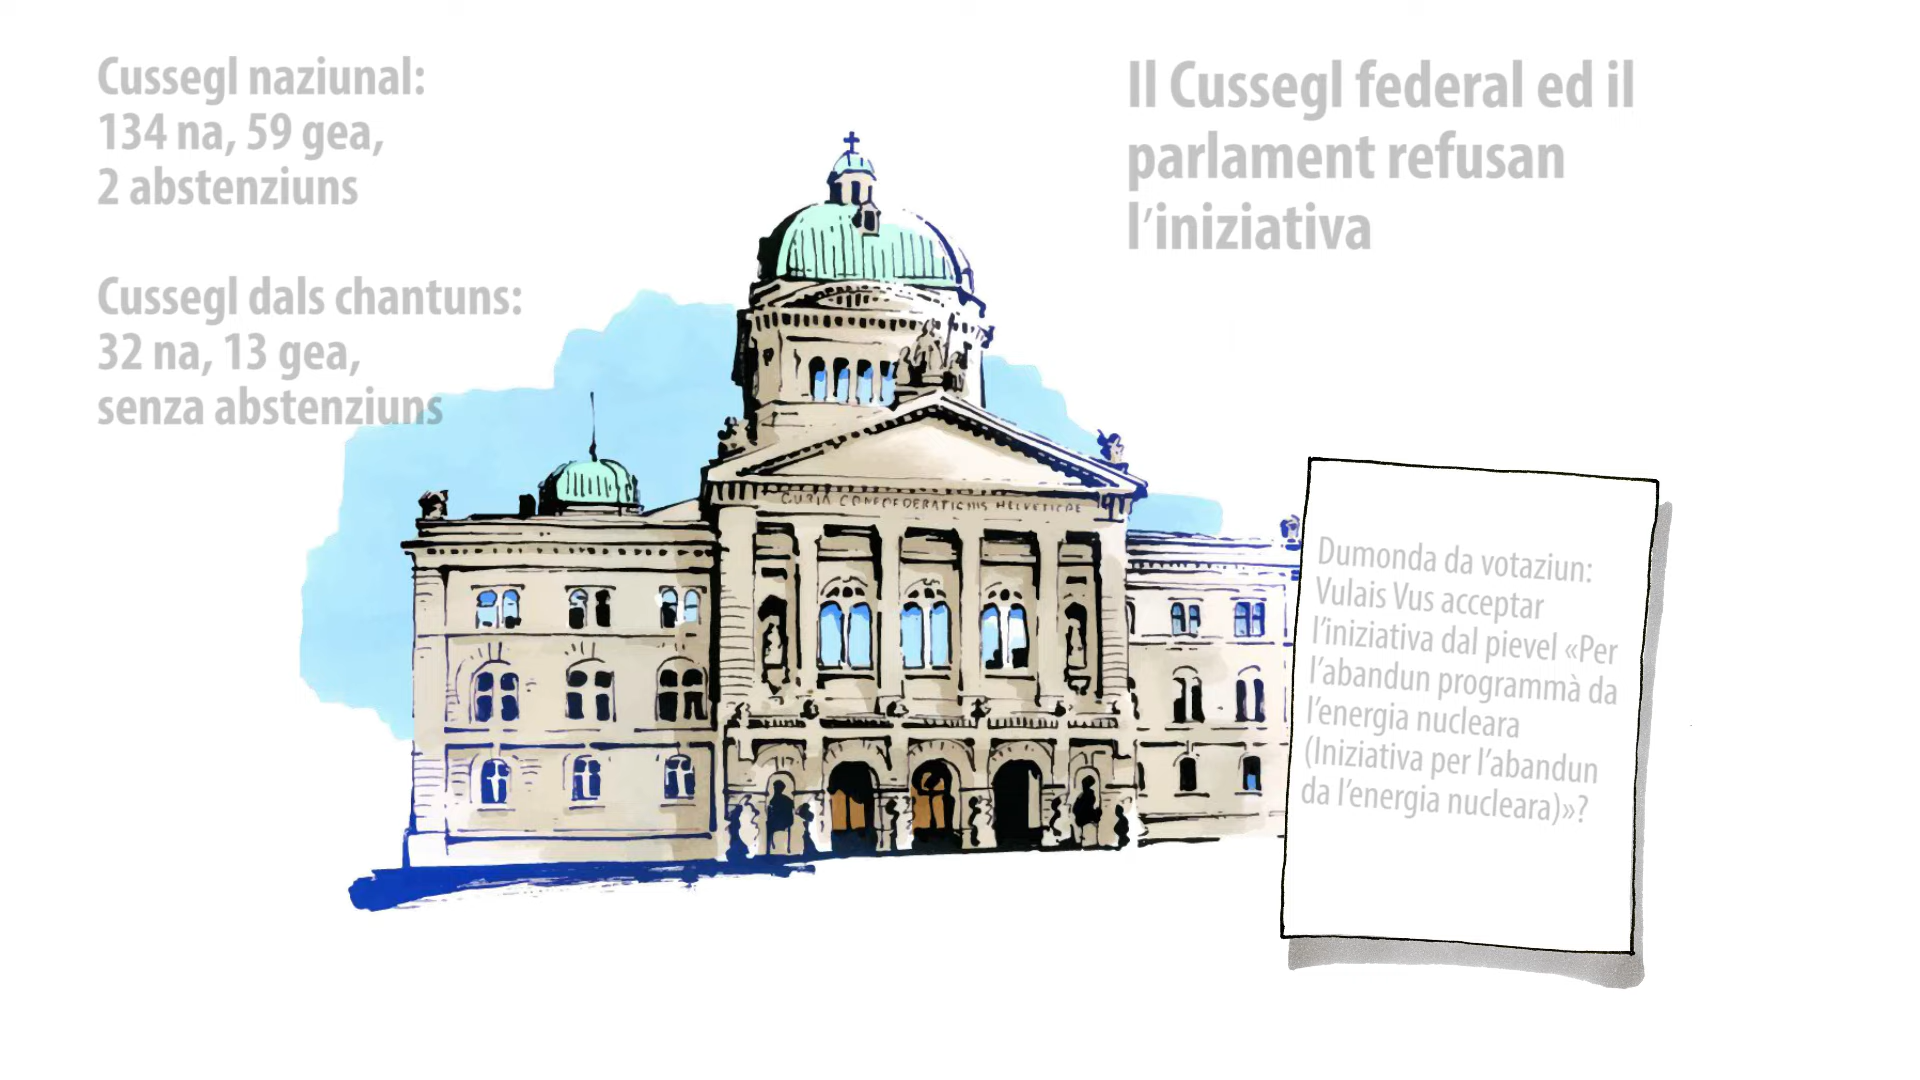 Cussegl naziunal:
134 na, 59 gea,
2 abstenziuns
Cussegl dals chantuns:
32 na, 13 gea,
senza abstenziuns
Il Cussegl federal ed il
parlament refusan
l'iniziativa
CURIA CONFOEDERATIONIS HELVETICAE
Dumonda da votaziun:
Vulais Vus acceptar
l'iniziativa dal pievel «Per
l'abandun programmà da
l'energia nucleara
(Iniziativa per l'abandun
da l'energia nucleara)»?